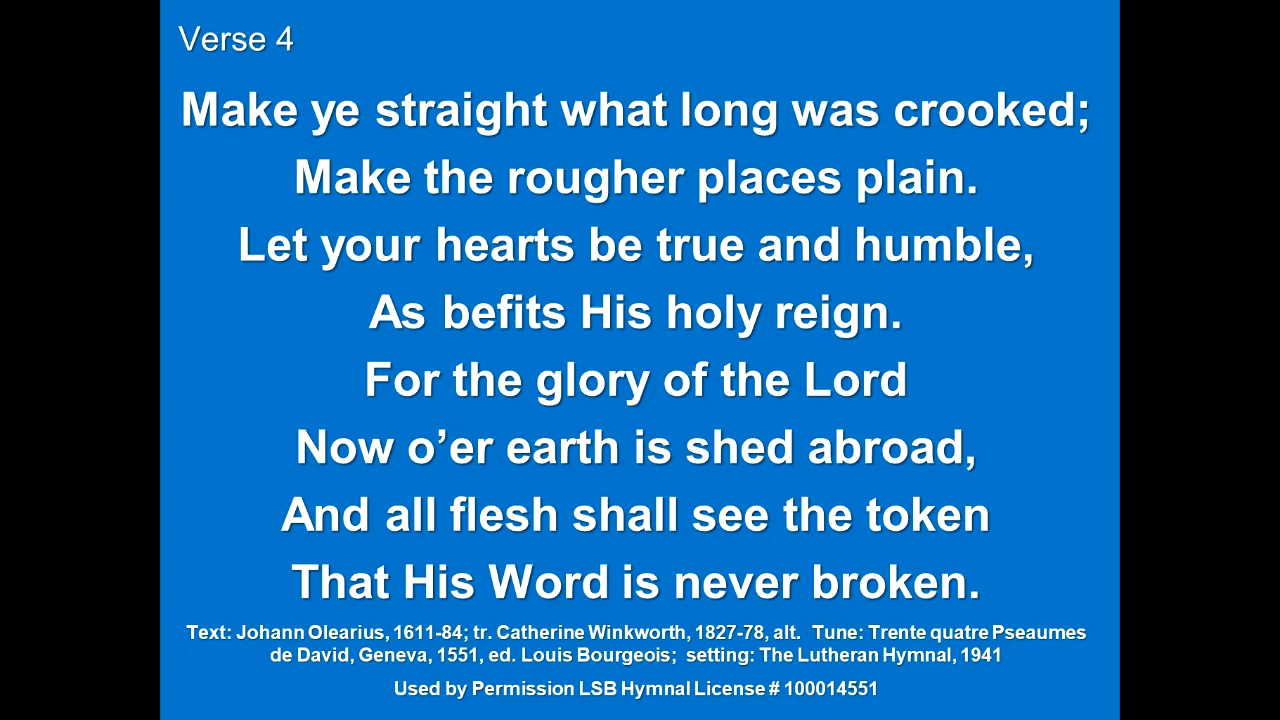 Verse 4
Make ye straight what long was crooked;
Make the rougher places plain.
Let your hearts be true and humble,
As befits His holy reign.
For the glory of the Lord
Now o’er earth is shed abroad,
And all flesh shall see the token
That His Word is never broken.
Text: Johann Olearius, 1611-84; tr. Catherine Winkworth, 1827-78, alt.  Tune: Trente quatre Pseaumes
de David, Geneva, 1551, ed. Louis Bourgeois;  setting: The Lutheran Hymnal, 1941
Used by Permission LSB Hymnal License # 100014551